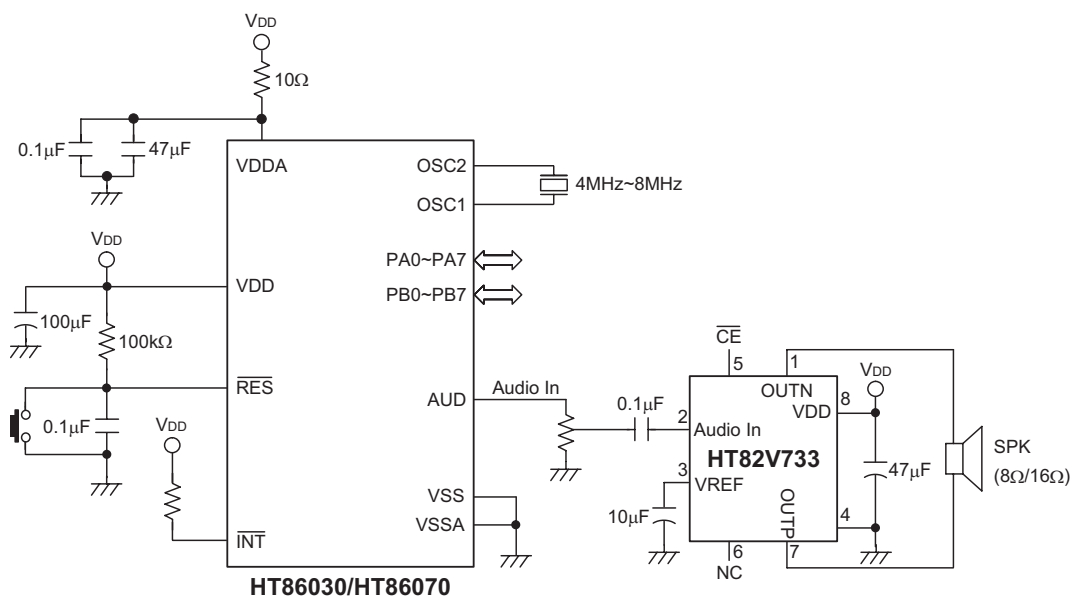 VDD
10Ω
0.1μF
47μF
VDDA
OSC2
OSC1
4MHz~8MHz
VDD
PA0~PA7
PB0~PB7
VDD
100μF
100kΩ
RES
0.1μF
VDD
INT
AUD
Audio In
VSS
VSSA
HT86030/HT86070
0.1μF
CE
5
1
OUTN
VDD
8
VDD
2
Audio In
HT82V733
3
VREF
10μF
OUTP
4
47μF
6
NC
7
SPK
(8Ω/16Ω)